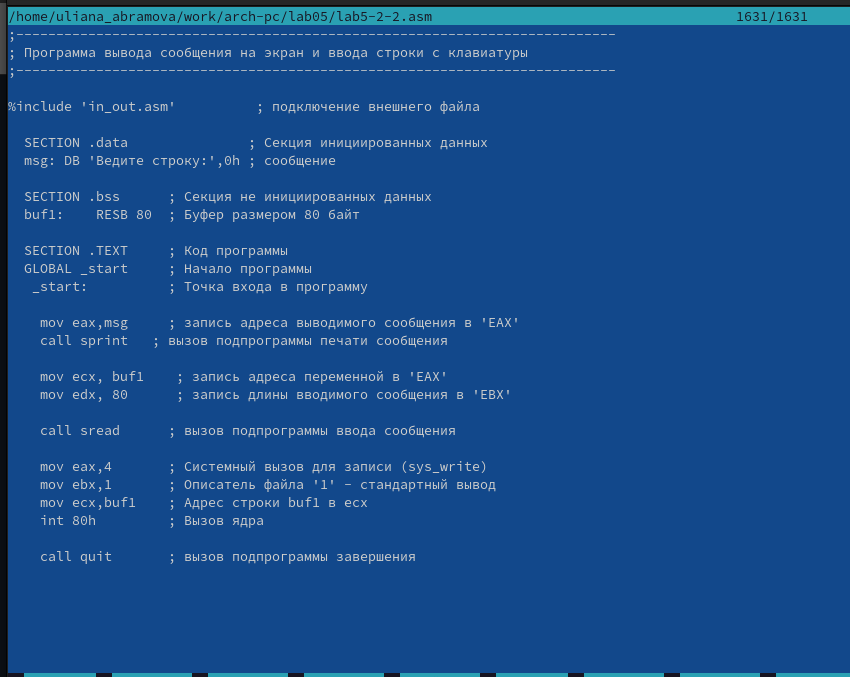 /home/uliana_abramova/work/arch-pc/lab05/lab5-2-2.asm 1631/1631
;---------------------------------------------------------------------------
; Программа вывода сообщения на экран и ввода строки с клавиатуры
;---------------------------------------------------------------------------
%include 'in_out.asm' ; подключение внешнего файла
SECTION .data ; Секция инициированных данных
msg: DB 'Ведите строку:',0h ; сообщение
SECTION .bss ; Секция не инициированных данных
buf1: RESB 80 ; Буфер размером 80 байт
SECTION .TEXT ; Код программы
GLOBAL _start ; Начало программы
_start: ; Точка входа в программу
mov eax,msg ; запись адреса выводимого сообщения в 'EAX'
call sprint ; вызов подпрограммы печати сообщения
mov ecx, buf1 ; запись адреса переменной в 'EAX'
mov edx, 80 ; запись длины вводимого сообщения в 'EBX'
call sread ; вызов подпрограммы ввода сообщения
mov eax,4 ; Системный вызов для записи (sys_write)
mov ebx,1 ; Описатель файла '1' - стандартный вывод
mov ecx,buf1 ; Адрес строки buf1 в ecx
int 80h ; Вызов ядра
call quit ; вызов подпрограммы завершения